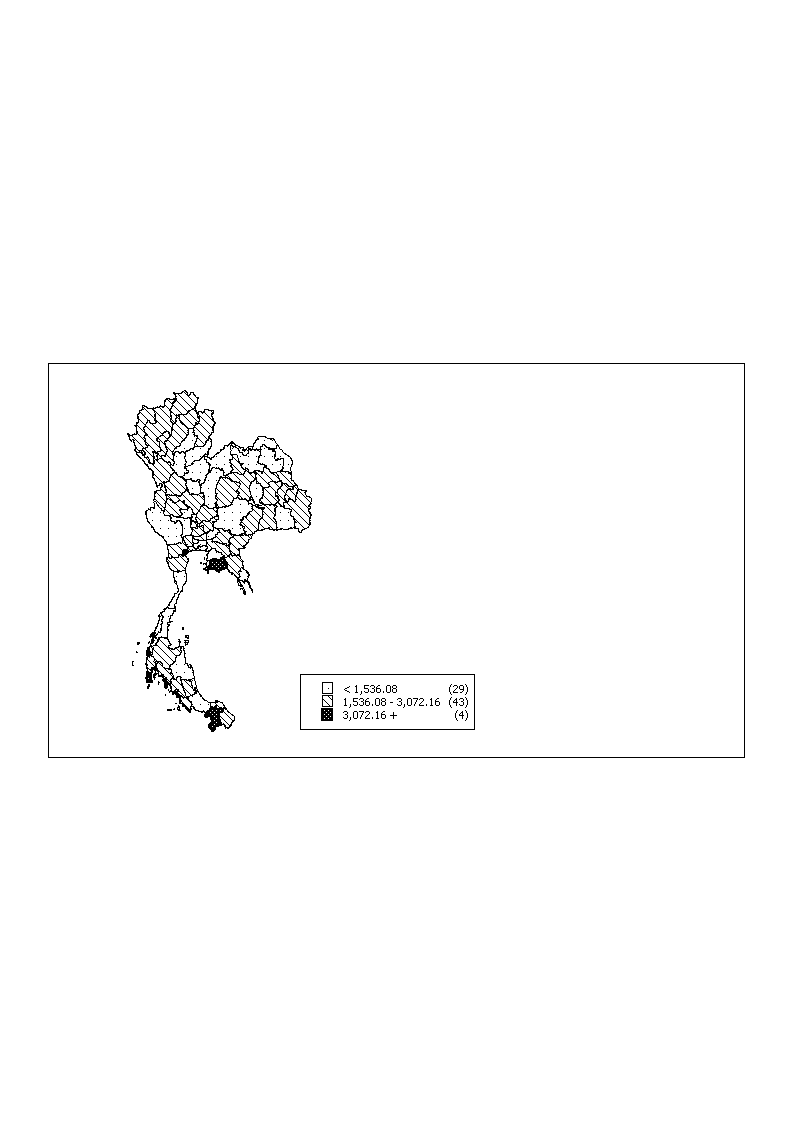 < 1,536.08 (29)
1,536.08 - 3,072.16 (43)
3,072.16 + (4)